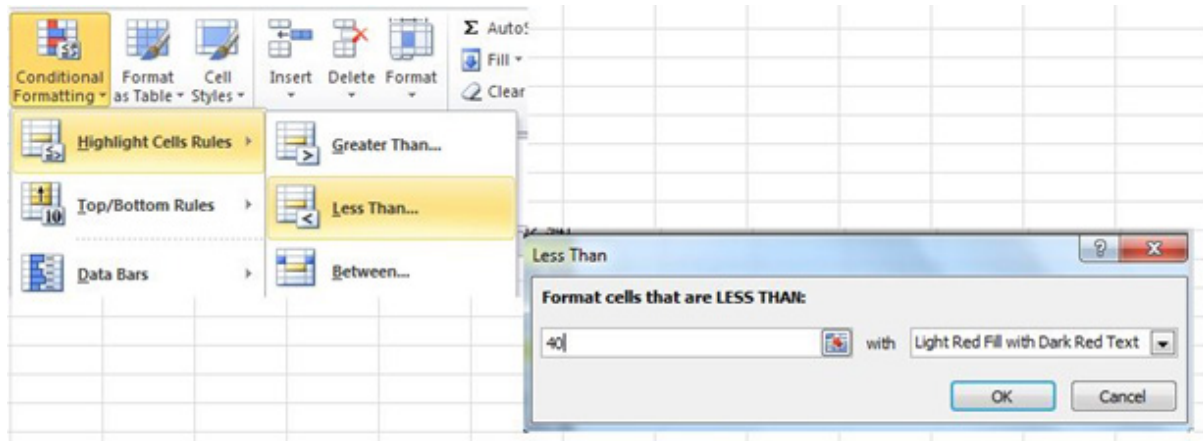 Conditional Formatting
Format as Table
Cell Styles
Insert
Delete
Format
Σ
Fill
Clear
Highlight Cells Rules
Greater Than...
10
Top/Bottom Rules
Less Than...
Data Bars
Between...
Less Than
Format cells that are LESS THAN:
40
with
Light Red Fill with Dark Red Text
OK
Cancel